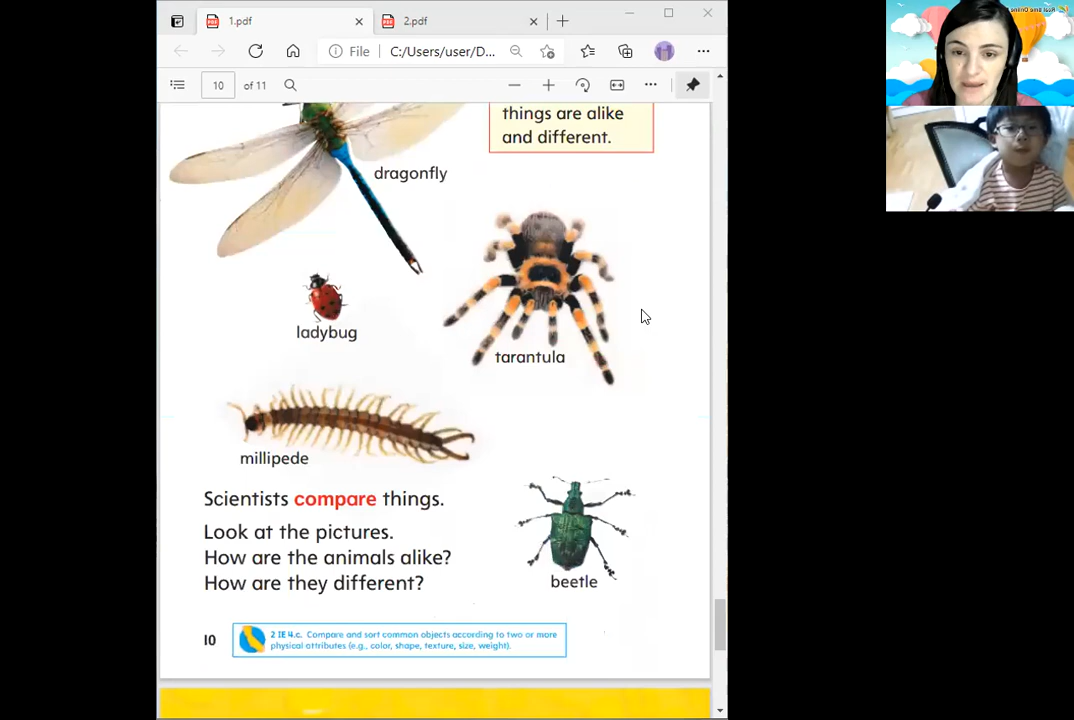 1.pdf
2.pdf
File
C:/Users/user/D...
10
of 11
things are alike
and different.
dragonfly
ladybug
tarantula
millipede
Scientists compare things.
Look at the pictures.
How are the animals alike?
How are they different?
beetle
10
2 IE 4.c. Compare and sort common objects according to two or more
physical attributes (e.g., color, shape, texture, size, weight).